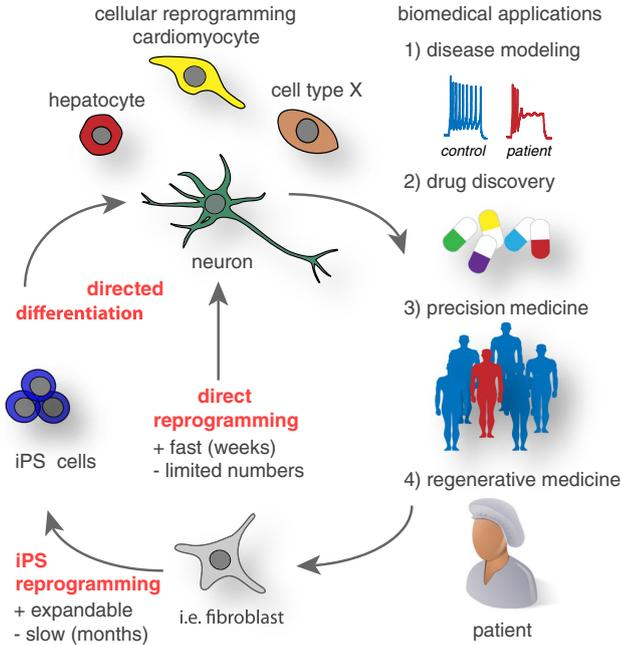 cellular reprogramming
cardiomyocyte
hepatocyte
cell type X
neuron
directed
differentiation
direct
reprogramming
+ fast (weeks)
- limited numbers
iPS cells
iPS
reprogramming
+ expandable
- slow (months)
i.e. fibroblast
biomedical applications
1) disease modeling
control
patient
2) drug discovery
3) precision medicine
4) regenerative medicine
patient